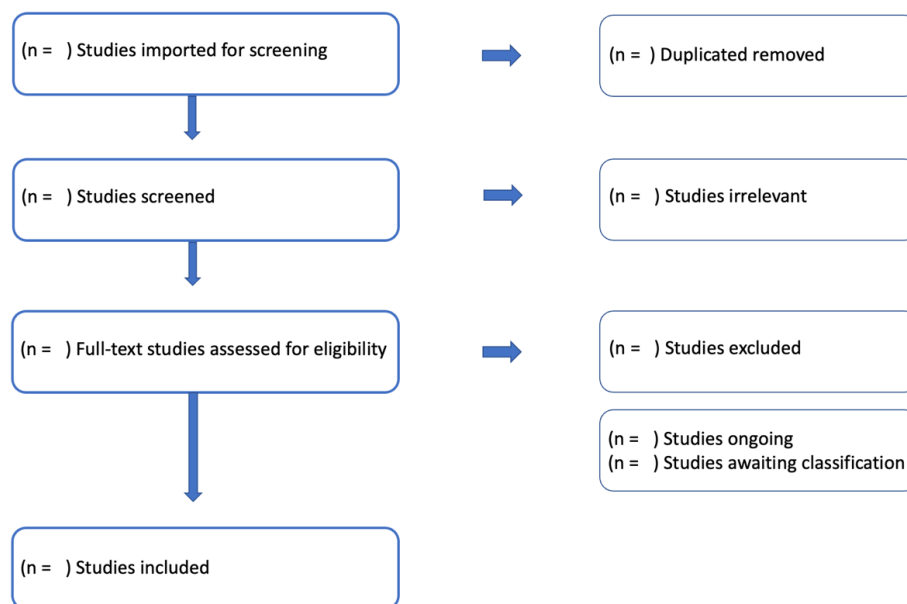 (n =   ) Studies imported for screening
(n =   ) Duplicated removed
(n =   ) Studies screened
(n =   ) Studies irrelevant
(n =   ) Full-text studies assessed for eligibility
(n =   ) Studies excluded
(n =   ) Studies ongoing
(n =   ) Studies awaiting classification
(n =   ) Studies included